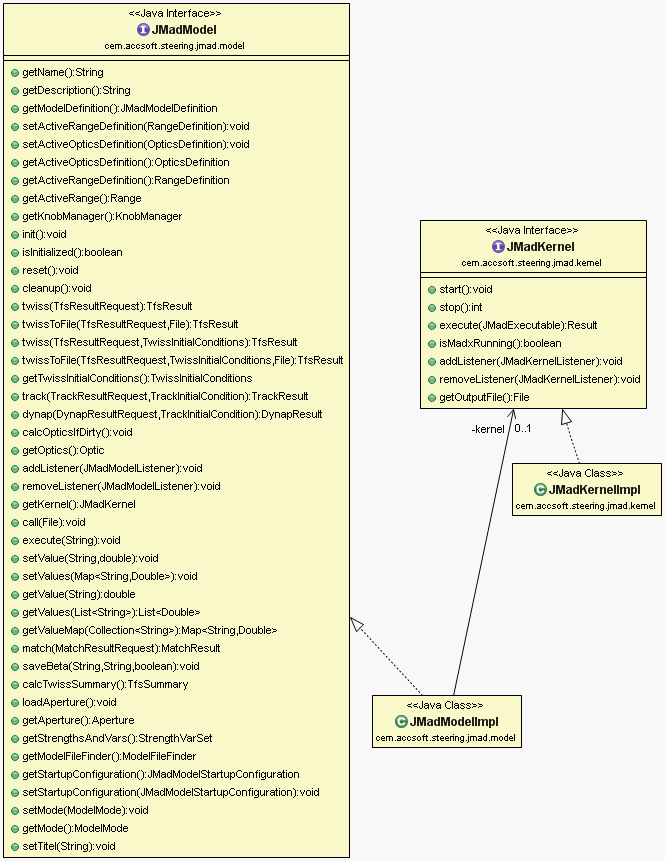 <<Java Interface>>
JMadModel
cern.accsoft.steering.jmad.model
getName():String
getDescription():String
getModelDefinition():JMadModelDefinition
setActiveRangeDefinition(RangeDefinition):void
setActiveOpticsDefinition(OpticsDefinition):void
getActiveOpticsDefinition():OpticsDefinition
getActiveRangeDefinition():RangeDefinition
getActiveRange():Range
getKnobManager():KnobManager
init():void
isInitialized():boolean
reset():void
cleanup():void
twiss(TfsResultRequest):TfsResult
twissToFile(TfsResultRequest,File):TfsResult
twiss(TfsResultRequest,TwissInitialConditions):TfsResult
twissToFile(TfsResultRequest,TwissInitialConditions,File):TfsResult
getTwissInitialConditions():TwissInitialConditions
track(TrackResultRequest,TrackInitialCondition):TrackResult
dynap(DynapResultRequest,TrackInitialCondition):DynapResult
calcOpticsIfDirty():void
getOptics():Optic
addListener(JMadModelListener):void
removeListener(JMadModelListener):void
getKernel():JMadKernel
call(File):void
execute(String):void
setValue(String,double):void
setValues(Map<String,Double>):void
getValue(String):double
getValues(List<String>):List<Double>
getValueMap(Collection<String>):Map<String,Double>
match(MatchResultRequest):MatchResult
saveBeta(String,String,boolean):void
calcTwissSummary():TfsSummary
loadAperture():void
getAperture():Aperture
getStrengthsAndVars():StrengthVarSet
getModelFileFinder():ModelFileFinder
getStartupConfiguration():JMadModelStartupConfiguration
setStartupConfiguration(JMadModelStartupConfiguration):void
setMode(ModelMode):void
getMode():ModelMode
setTitel(String):void
<<Java Interface>>
JMadKernel
cern.accsoft.steering.jmad.kernel
start():void
stop():int
execute(JMadExecutable):Result
isMadxRunning():boolean
addListener(JMadKernelListener):void
removeListener(JMadKernelListener):void
getOutputFile():File
-kernel 0..1
<<Java Class>>
JMadKernelImpl
cern.accsoft.steering.jmad.kernel
<<Java Class>>
JMadModelImpl
cern.accsoft.steering.jmad.model